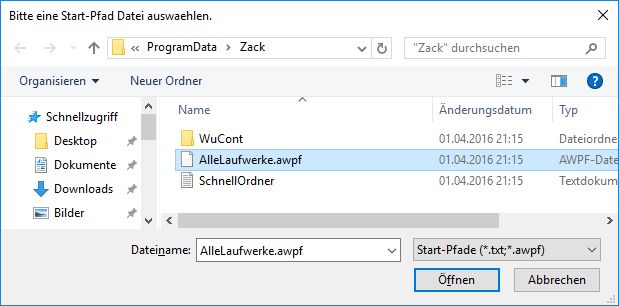 Bitte eine Start-Pfad Datei auswaehlen.
« ProgramData › Zack
"Zack" durchsuchen
Organisieren Neuer Ordner
Name Änderungsdatum Typ
Schnellzugriff
Desktop
Dokumente
Downloads
Bilder
WuCont 01.04.2016 21:15 Dateiordne
AlleLaufwerke.awpf 01.04.2016 21:15 AWPF-Date
SchnellOrdner 01.04.2016 21:15 Textdokum
Dateiname: AlleLaufwerke.awpf Start-Pfade (*.txt;*.awpf)
Öffnen Abbrechen